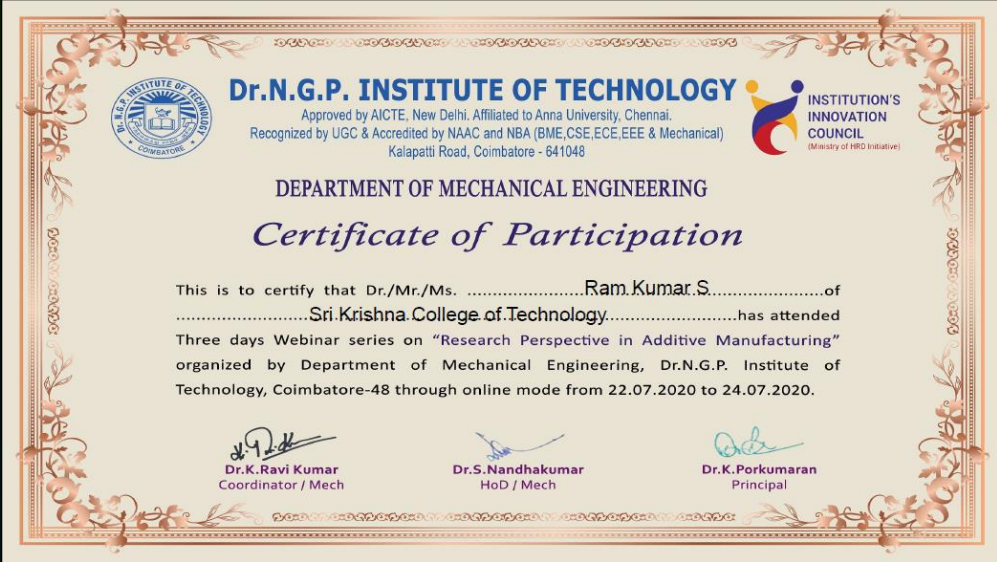 Dr. N.G.P. INSTITUTE OF TECHNOLOGY
COIMBATORE
Dr.N.G.P. INSTITUTE OF TECHNOLOGY
Approved by AICTE, New Delhi. Affiliated to Anna University, Chennai.
Recognized by UGC & Accredited by NAAC and NBA (BME,CSE,ECE,EEE & Mechanical)
Kalapatti Road, Coimbatore - 641048
INSTITUTION'S
INNOVATION
COUNCIL
(Ministry of HRD Initiative)
DEPARTMENT OF MECHANICAL ENGINEERING
Certificate of Participation
This is to certify that Dr./Mr./Ms. ....................Ram Kumar S....................of
....................Sri Krishna College of Technology....................has attended
Three days Webinar series on “Research Perspective in Additive Manufacturing”
organized by Department of Mechanical Engineering, Dr.N.G.P. Institute of
Technology, Coimbatore-48 through online mode from 22.07.2020 to 24.07.2020.
Dr.K.Ravi Kumar
Coordinator / Mech
Dr.S.Nandhakumar
HoD / Mech
Dr.K.Porkumaran
Principal